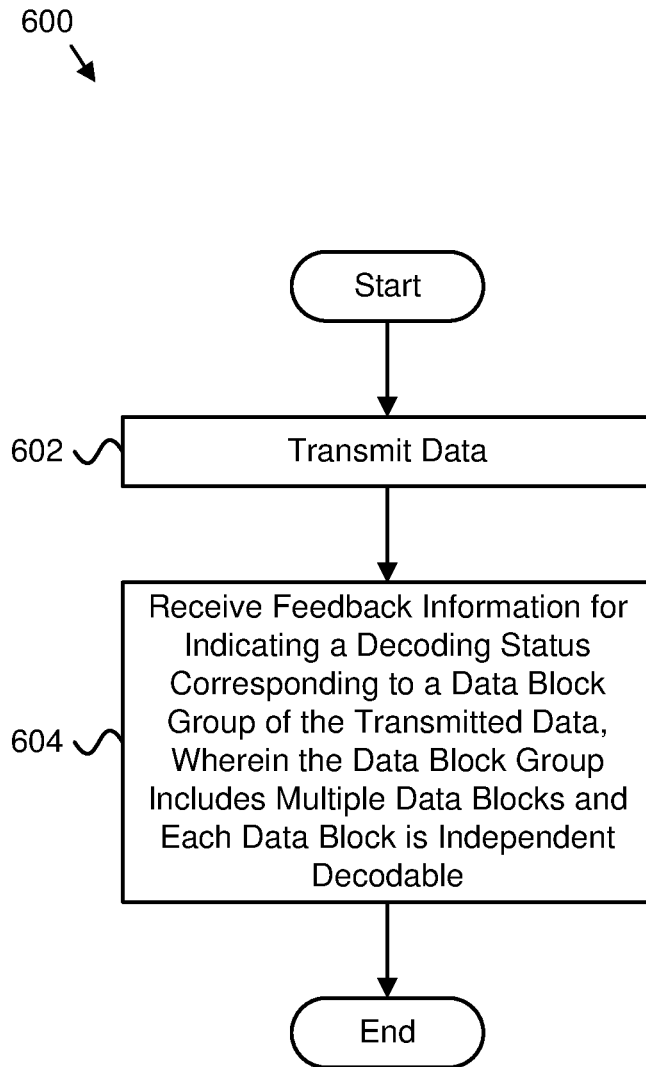 600
Start
602
Transmit Data
604
Receive Feedback Information for
Indicating a Decoding Status
Corresponding to a Data Block
Group of the Transmitted Data,
Wherein the Data Block Group
Includes Multiple Data Blocks and
Each Data Block is Independent
Decodable
End